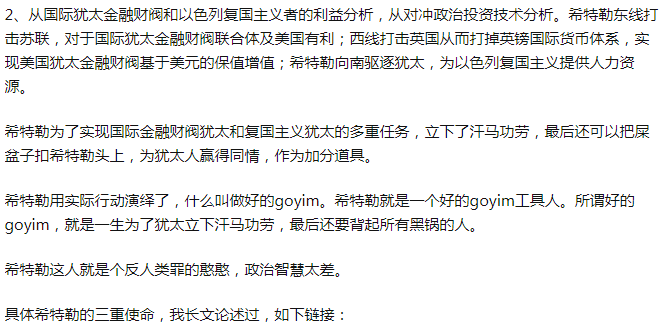 2、从国际犹太金融财阀和以色列复国主义者的利益分析，从对冲政治投资技术分析。希特勒东线打
击苏联，对于国际犹太金融财阀联合体及美国有利；西线打击英国从而打掉英镑国际货币体系，实
现美国犹太金融财阀基于美元的保值增值；希特勒向南驱逐犹太，为以色列复国主义提供人力资
源。
希特勒为了实现国际金融财阀犹太和复国主义犹太的多重任务，立下了汗马功劳，最后还可以把屎
盆子扣希特勒头上，为犹太人赢得同情，作为加分道具。
希特勒用实际行动演绎了，什么叫做好的goyim。希特勒就是一个好的goyim工具人。所谓好的
goyim，就是一生为了犹太立下汗马功劳，最后还要背起所有黑锅的人。
希特勒这人就是个反人类罪的憨憨，政治智慧太差。
具体希特勒的三重使命，我长文论述过，如下链接：